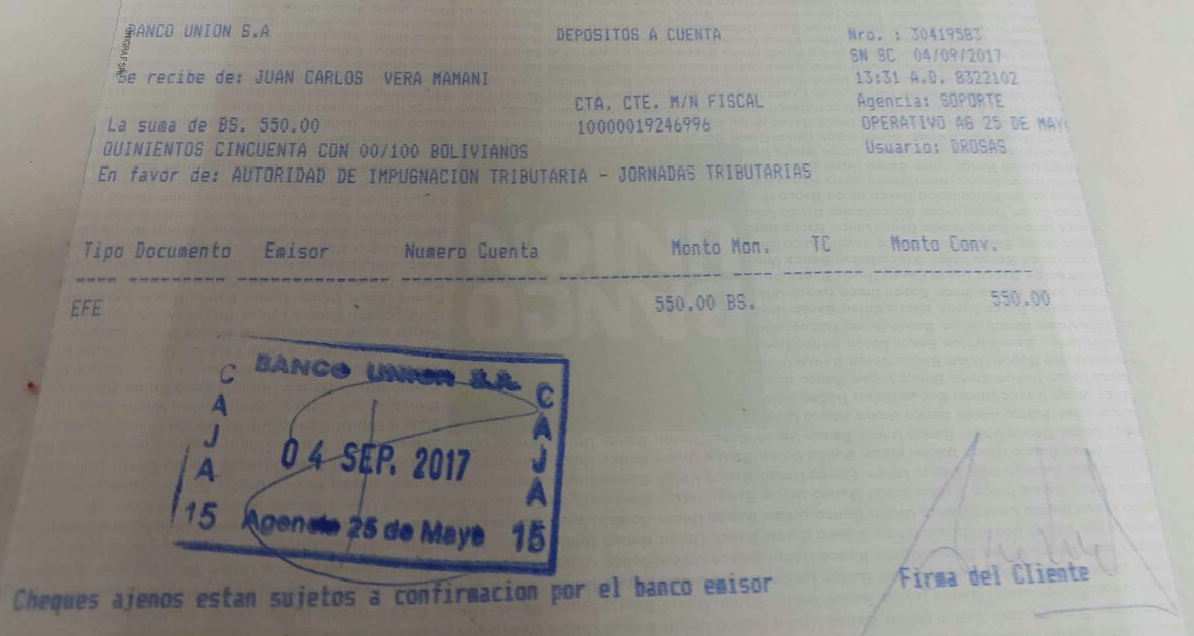 BANCO UNION S.A
DEPOSITOS A CUENTA
Nro. : 30419583
SN SC 04/09/2017
Se recibe de: JUAN CARLOS VERA MAMANI
13:31 A.D. 8322102
CTA. CTE. M/N FISCAL
Agencia: SOPORTE
La suma de BS. 550.00
10000019246996
OPERATIVO AG 25 DE MAY
QUINIENTOS CINCUENTA CON 00/100 BOLIVIANOS
Usuario: DROSAS
En favor de: AUTORIDAD DE IMPUGNACION TRIBUTARIA - JORNADAS TRIBUTARIAS
Tipo Documento Emisor Numero Cuenta Monto Mon. TC Monto Conv.
EFE 550.00 BS. 550.00
BANCO UNION S.A.
CAJA 15
04 SEP. 2017
Agencia 25 de Mayo
CAJA 15
Firma del Cliente
Cheques ajenos estan sujetos a confirmacion por el banco emisor
UNION
BANCO